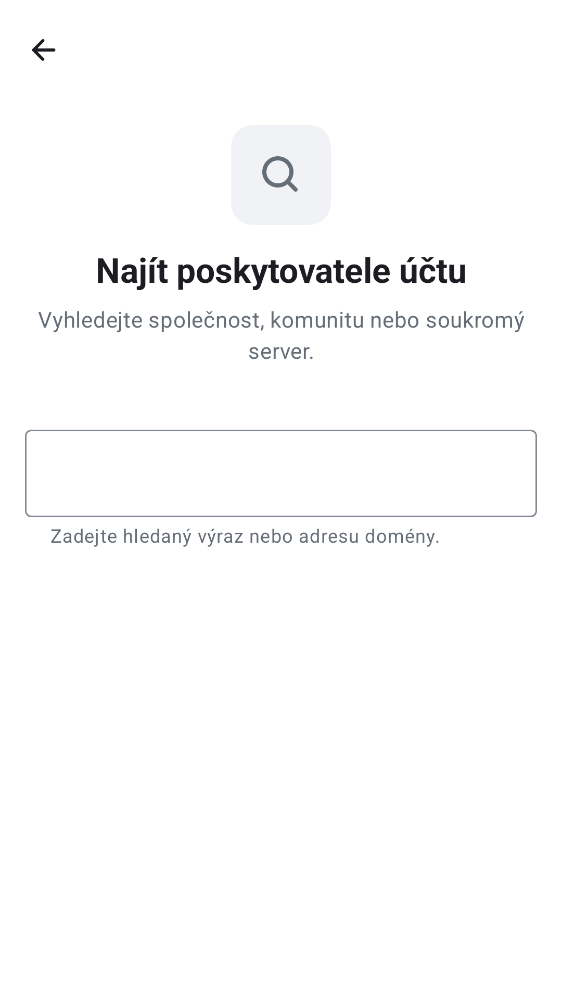 Najít poskytovatele účtu
Vyhledejte společnost, komunitu nebo soukromý
server.
Zadejte hledaný výraz nebo adresu domény.